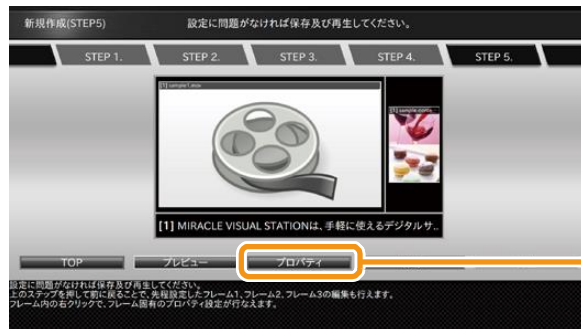 新規作成(STEP5)
設定に問題がなければ保存及び再生してください。
STEP 1.
STEP 2.
STEP 3.
STEP 4.
STEP 5.
[1] sample1.mov
[1] MIRACLE VISUAL STATIONは、手軽に使えるデジタルサ..
TOP
プレビュー
プロパティ
設定に問題がなければ保存及び再生してください。
上のステップを押して前に戻ることで、先程設定したフレーム1、フレーム2、フレーム3の編集も行えます。
フレーム内の右クリックで、フレーム固有のプロパティ設定が行なえます。